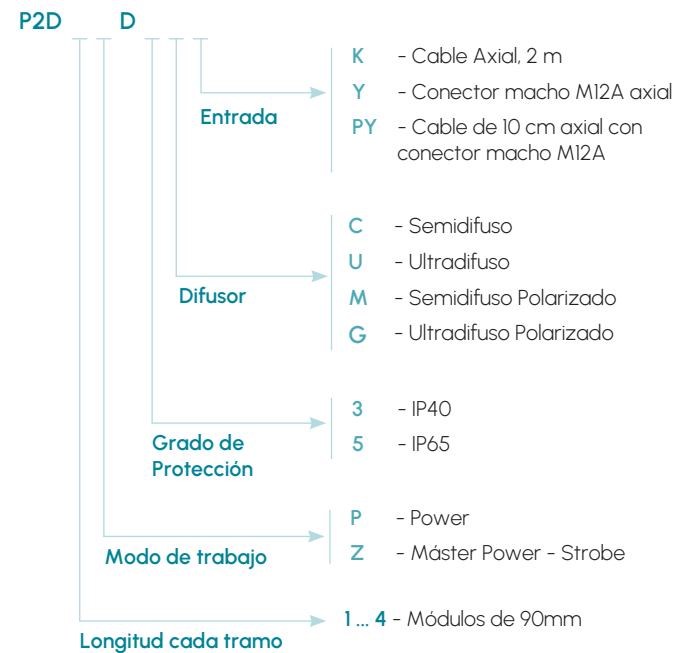 P2D D
K - Cable Axial, 2 m
Y - Conector macho M12A axial
PY - Cable de 10 cm axial con
conector macho M12A
Entrada
C - Semidifuso
U - Ultradifuso
M - Semidifuso Polarizado
G - Ultradifuso Polarizado
Difusor
3 - IP40
5 - IP65
Grado de
Protección
P - Power
Z - Máster Power - Strobe
Modo de trabajo
1 ... 4 - Módulos de 90mm
Longitud cada tramo